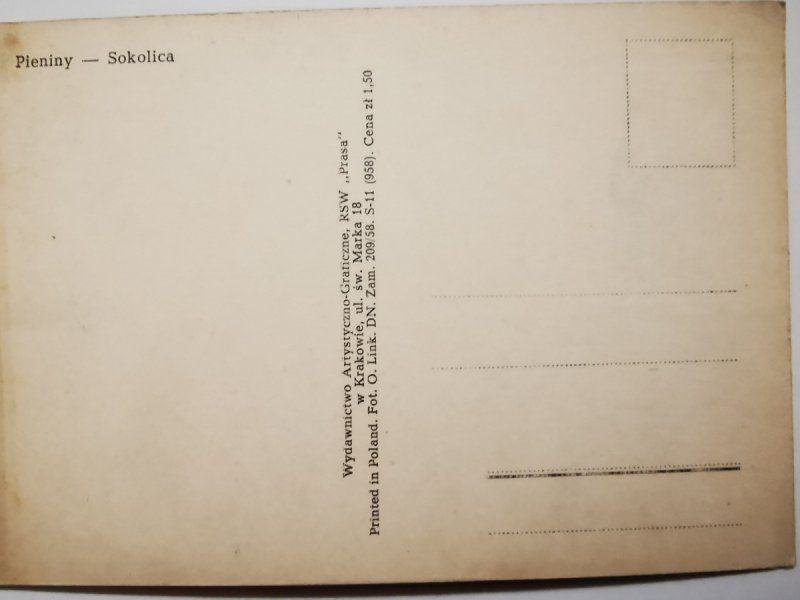 Pieniny — Sokolica
Wydawnictwo Artystyczno-Graficzne, RSW „Prasa”
w Krakowie, ul. św. Marka 18
Printed in Poland. Fot. O. Link. DN. Zam. 209/58. S-11 (958). Cena zł 1,50